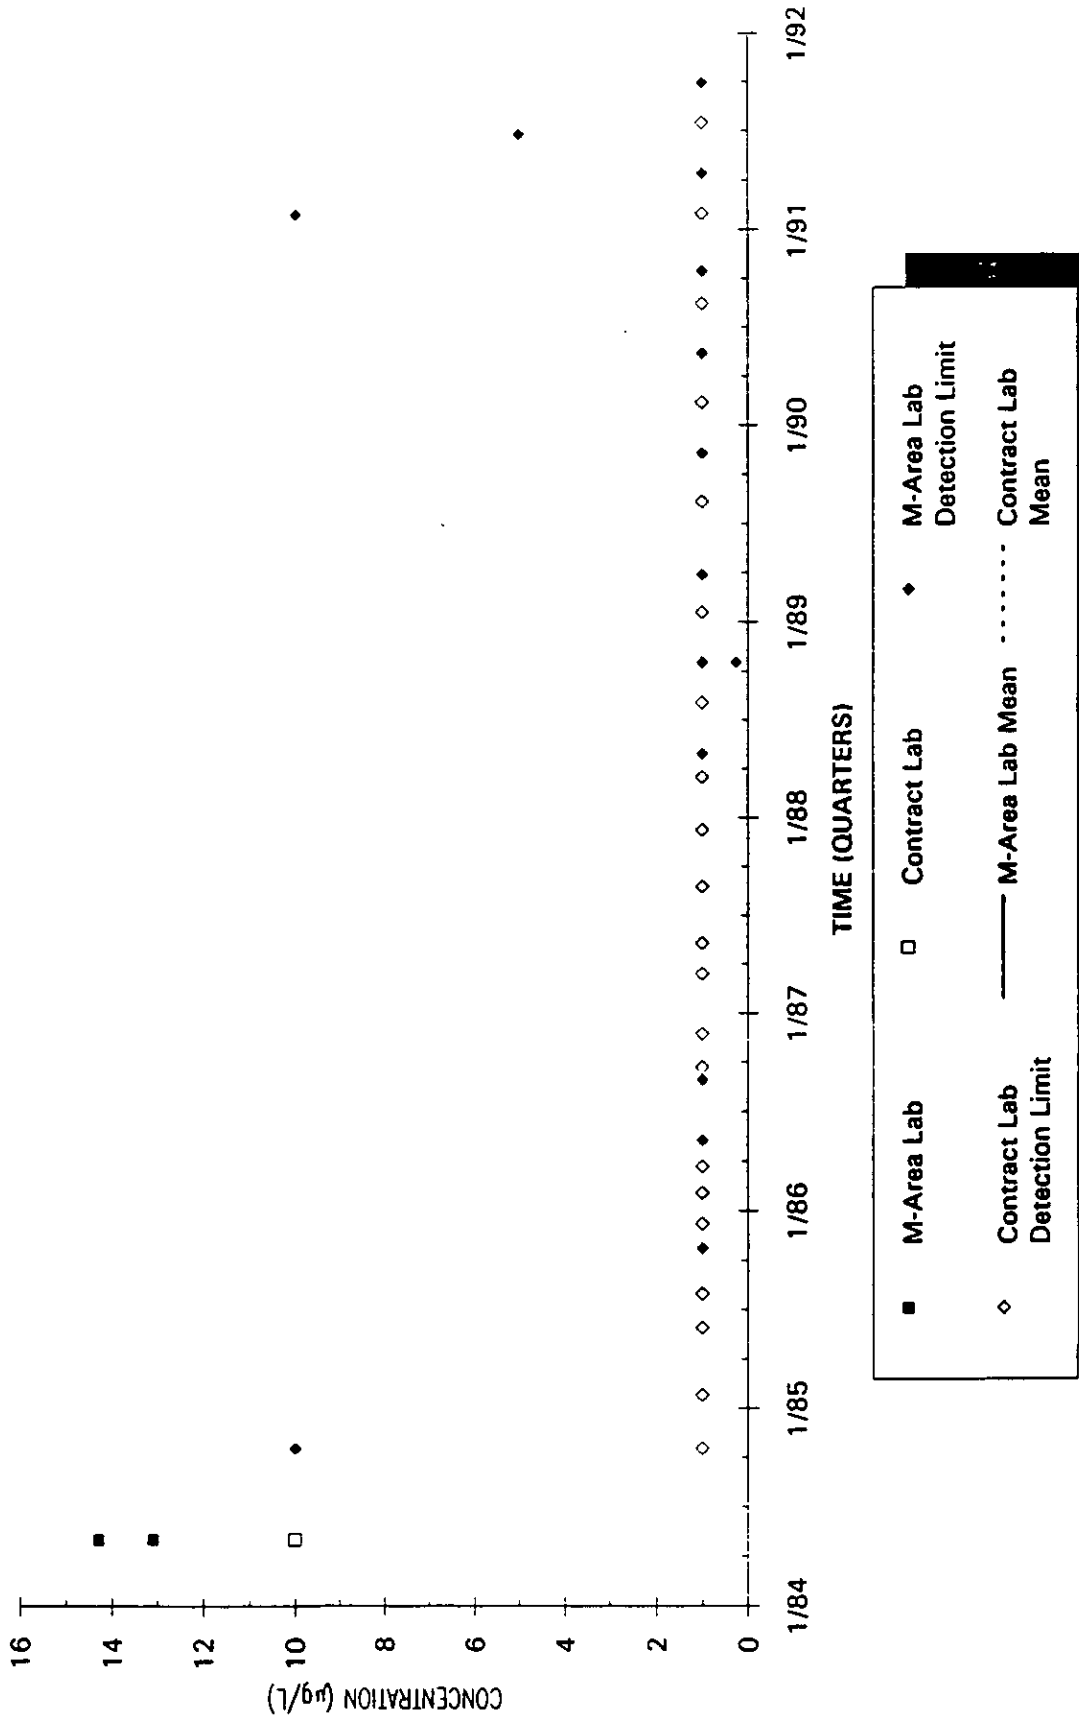 CONCENTRATION (µg/L)
16
14
12
10
8
6
4
2
0
1/84
1/85
1/86
1/87
1/88
1/89
1/90
1/91
1/92
TIME (QUARTERS)
M-Area Lab
Contract Lab
M-Area Lab
Detection Limit
Contract Lab
Detection Limit
M-Area Lab Mean
Contract Lab
Mean